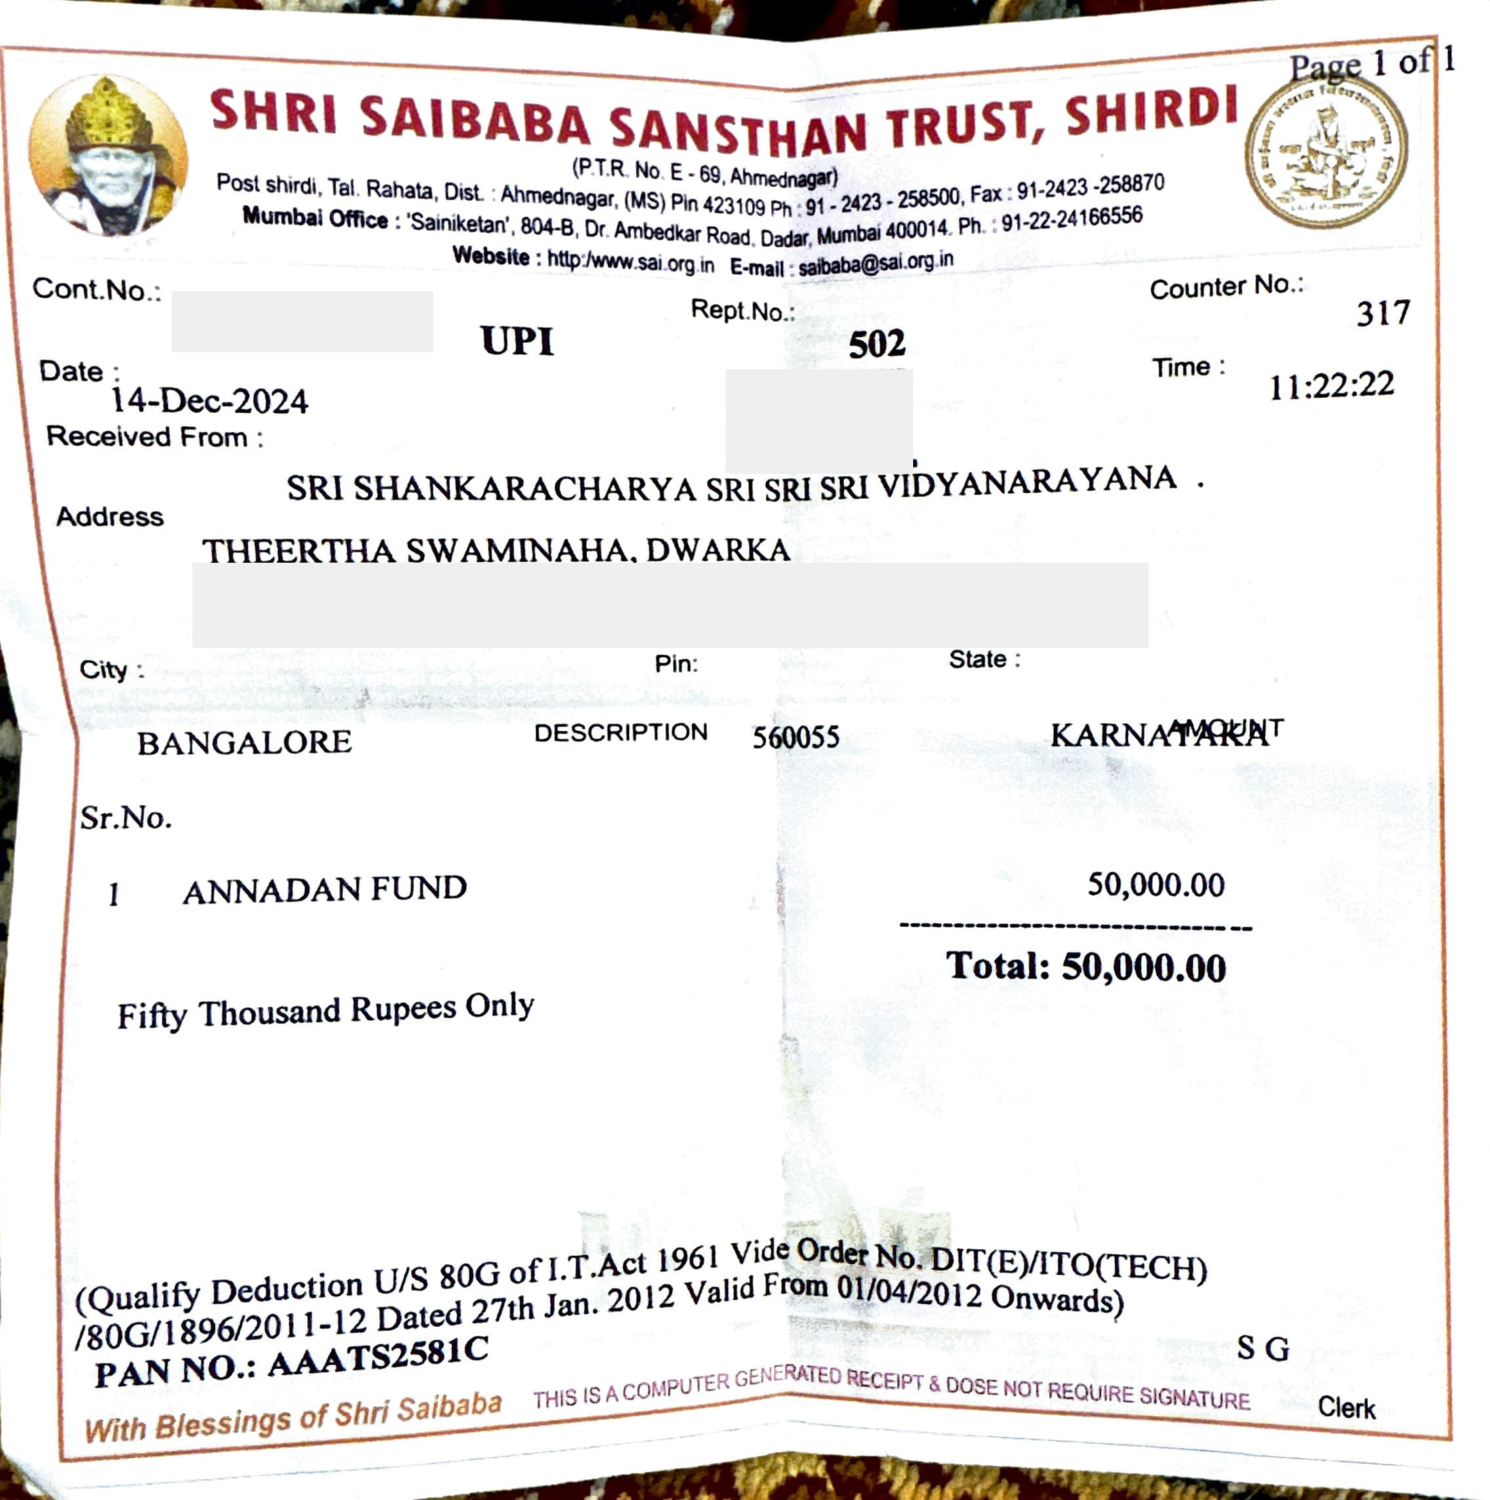 Page 1 of 1
SHRI SAIBABA SANSTHAN TRUST, SHIRDI
(P.T.R. No. E - 69, Ahmednagar)
Post shirdi, Tal. Rahata, Dist. : Ahmednagar, (MS) Pin 423109 Ph : 91 - 2423 - 258500, Fax : 91-2423 -258870
Mumbai Office : 'Sainiketan', 804-B, Dr. Ambedkar Road, Dadar, Mumbai 400014. Ph. : 91-22-24166556
Website : http:/www.sai.org.in E-mail : saibaba@sai.org.in
Cont.No.: UPI Rept.No.: 502 Counter No.: 317
Date : 14-Dec-2024 Time : 11:22:22
Received From :
SRI SHANKARACHARYA SRI SRI SRI VIDYANARAYANA .
Address
THEERTHA SWAMINAHA, DWARKA
City : Pin: State :
BANGALORE DESCRIPTION 560055 KARNATAKA AMOUNT
Sr.No.
1 ANNADAN FUND 50,000.00
Total: 50,000.00
Fifty Thousand Rupees Only
(Qualify Deduction U/S 80G of I.T.Act 1961 Vide Order No. DIT(E)/ITO(TECH)
/80G/1896/2011-12 Dated 27th Jan. 2012 Valid From 01/04/2012 Onwards)
PAN NO.: AAATS2581C
S G
With Blessings of Shri Saibaba THIS IS A COMPUTER GENERATED RECEIPT & DOSE NOT REQUIRE SIGNATURE Clerk